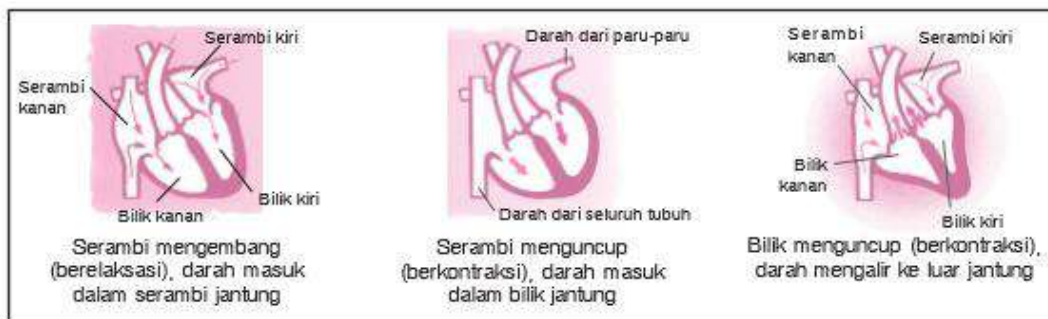 Serambi kiri
Serambi
kanan
Bilik kiri
Bilik kanan
Serambi mengembang
(berelaksasi), darah masuk
dalam serambi jantung
Darah dari paru-paru
Darah dari seluruh tubuh
Serambi menguncup
(berkontraksi), darah masuk
dalam bilik jantung
Serambi
kanan
Serambi kiri
Bilik
kanan
Bilik kiri
Bilik menguncup (berkontraksi),
darah mengalir ke luar jantung